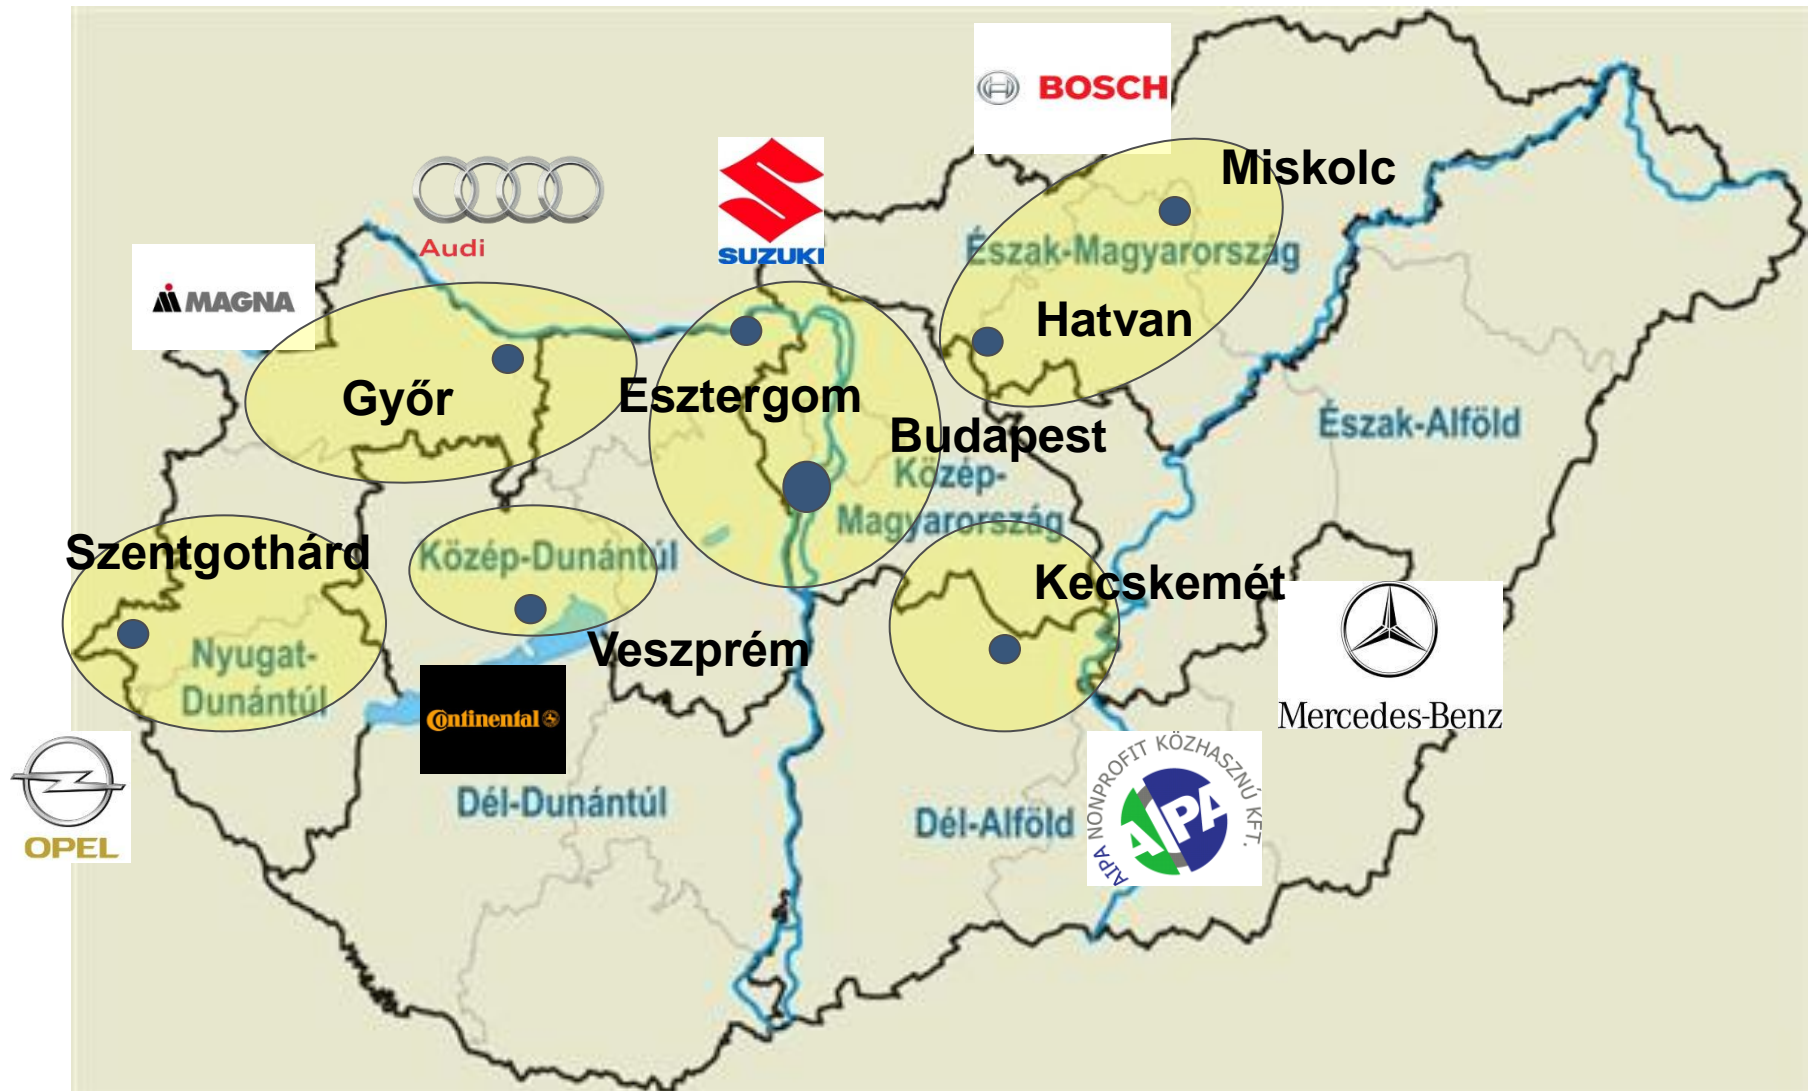 BOSCH
Miskolc
Audi
SUZUKI
Észak-Magyarország
MAGNA
Hatvan
Győr
Esztergom
Budapest
Észak-Alföld
Közép-
Magyarország
Szentgothárd
Közép-Dunántúl
Kecskemét
Nyugat-
Dunántúl
Veszprém
Continental
Mercedes-Benz
OPEL
Dél-Dunántúl
Dél-Alföld
AIPA NONPROFIT KÖZHASZNÚ KFT.
AIPA